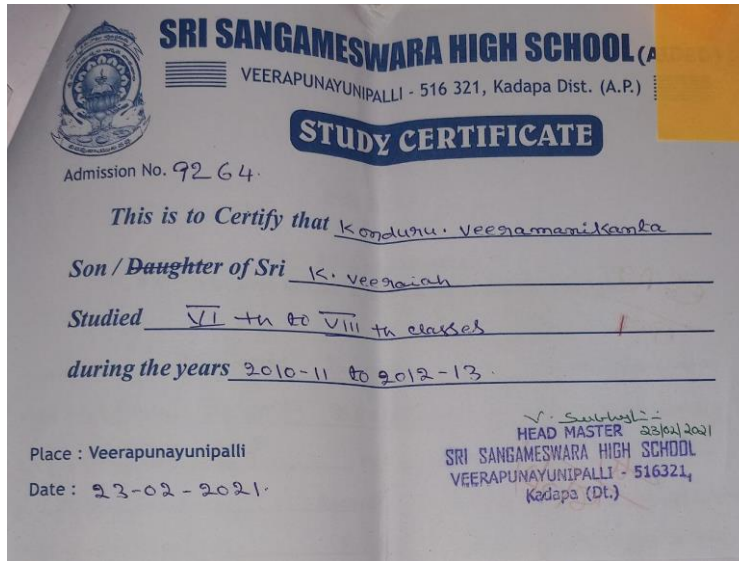 SRI SANGAMESWARA HIGH SCHOOL (A
VEERAPUNAYUNIPALLI - 516 321, Kadapa Dist. (A.P.)
STUDY CERTIFICATE
Admission No. 9264.
This is to Certify that Konduru. Veeramanikanta
Son / Daughter of Sri K. Veeraiah
Studied VI th to VIII th classes
during the years 2010-11 to 2012-13.
23/02/2021
HEAD MASTER
Place : Veerapunayunipalli
SRI SANGAMESWARA HIGH SCHOOL
VEERAPUNAYUNIPALLI - 516321,
Date : 23-02-2021.
Kadapa (Dt.)